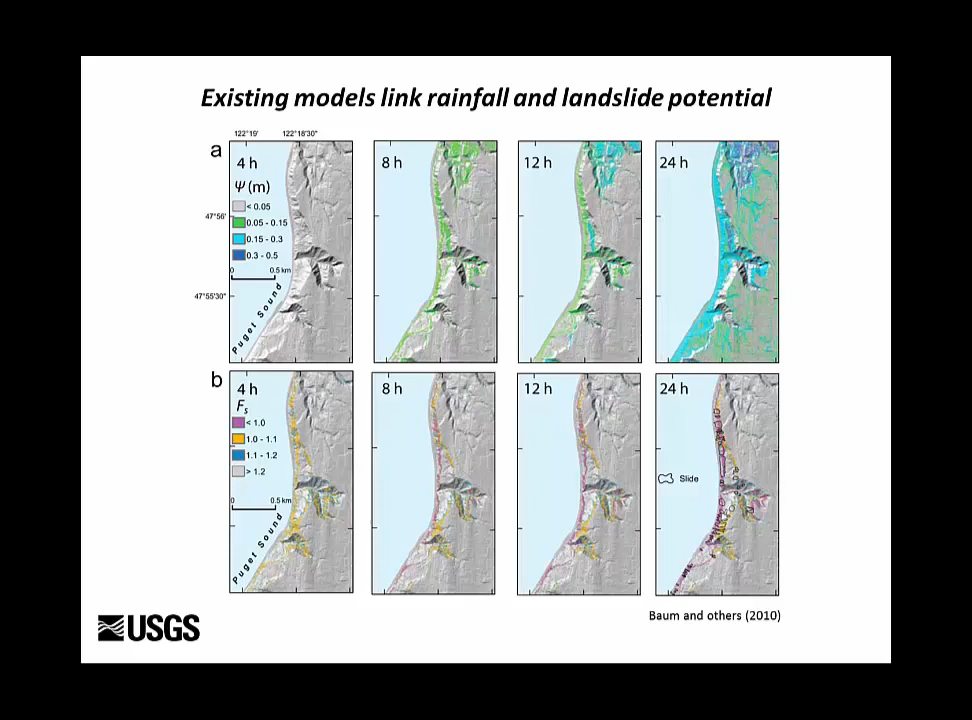 Existing models link rainfall and landslide potential
122°19' 122°18'30"
a
4 h
8 h
12 h
24 h
Ψ (m)
< 0.05
0.05 - 0.15
0.15 - 0.3
0.3 - 0.5
47°56'
0 0.5 km
47°55'30"
Puget Sound
b
4 h
8 h
12 h
24 h
Fs
< 1.0
1.0 - 1.1
1.1 - 1.2
> 1.2
Slide
0 0.5 km
Puget Sound
Baum and others (2010)
USGS